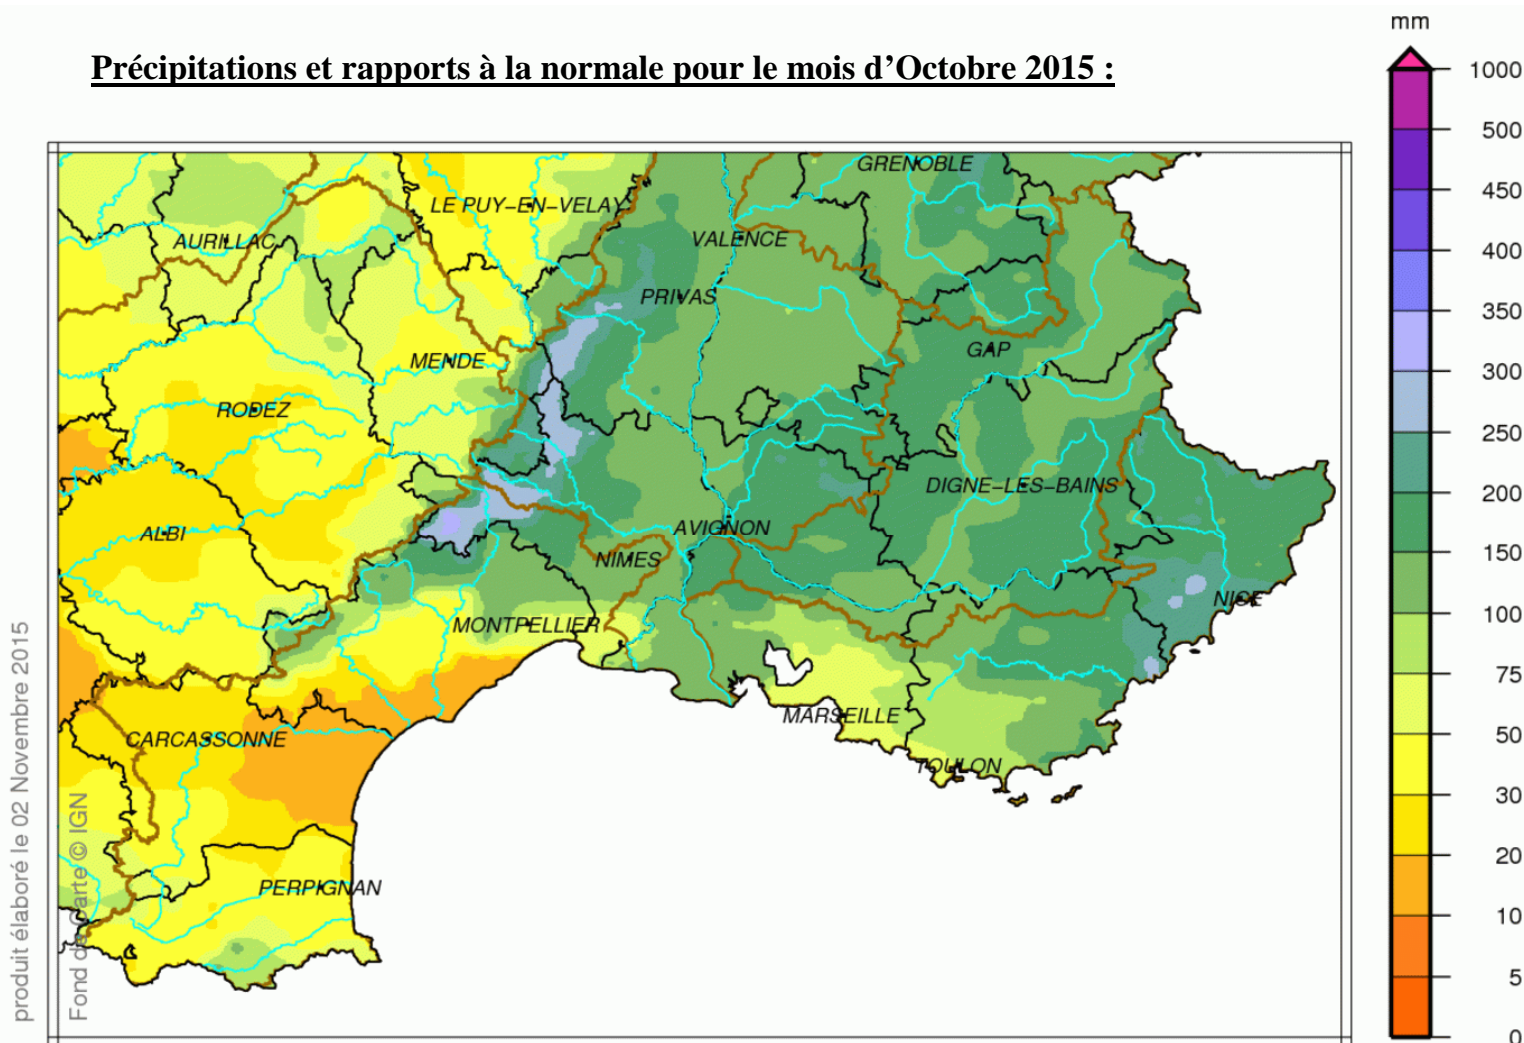 mm
Précipitations et rapports à la normale pour le mois d’Octobre 2015 :
1000
500
450
400
350
300
250
200
150
100
75
50
30
20
10
5
0
GRENOBLE
LE PUY–EN–VELAY
AURILLAC
VALENCE
PRIVAS
GAP
MENDE
RODEZ
DIGNE–LES–BAINS
ALBI
AVIGNON
NIMES
NICE
MONTPELLIER
MARSEILLE
CARCASSONNE
TOULON
PERPIGNAN
produit élaboré le 02 Novembre 2015
Fond de Carte © IGN